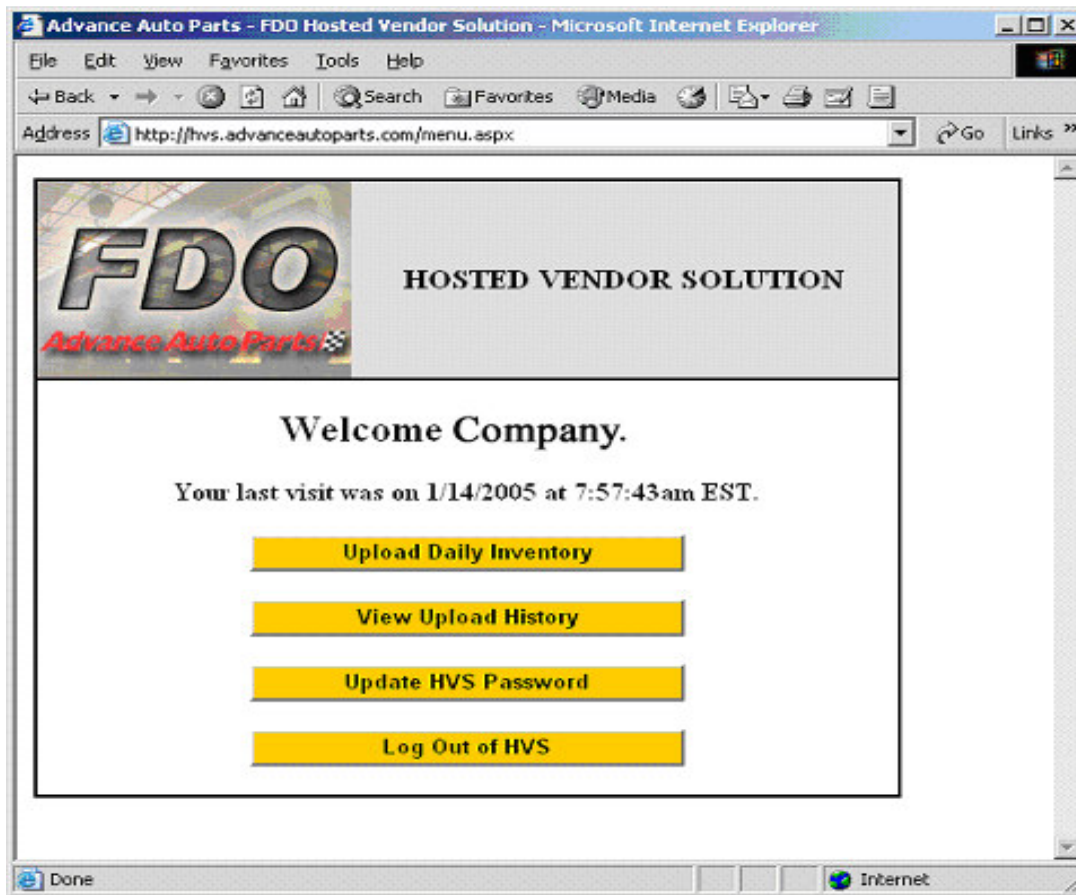 Advance Auto Parts - FDO Hosted Vendor Solution - Microsoft Internet Explorer
File Edit View Favorites Tools Help
Back Search Favorites Media
Address http://hvs.advanceautoparts.com/menu.aspx Go Links »
FDO
Advance Auto Parts
HOSTED VENDOR SOLUTION
Welcome Company.
Your last visit was on 1/14/2005 at 7:57:43am EST.
Upload Daily Inventory
View Upload History
Update HVS Password
Log Out of HVS
Done Internet